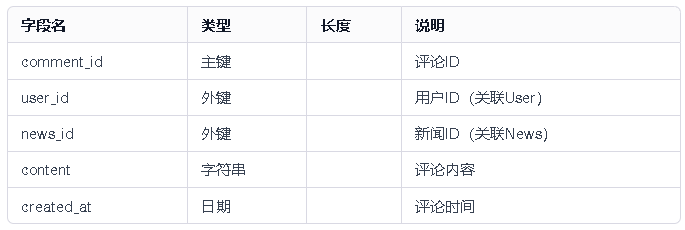 字段名 类型 长度 说明
comment_id 主键 评论ID
user_id 外键 用户ID（关联User）
news_id 外键 新闻ID（关联News）
content 字符串 评论内容
created_at 日期 评论时间